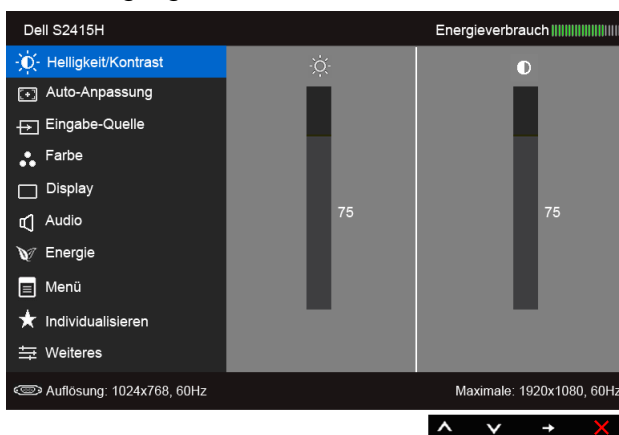 Dell S2415H Energieverbrauch
Helligkeit/Kontrast
Auto-Anpassung
Eingabe-Quelle
Farbe
Display
Audio
75 75
Energie
Menü
Individualisieren
Weiteres
Auflösung: 1024x768, 60Hz Maximale: 1920x1080, 60Hz